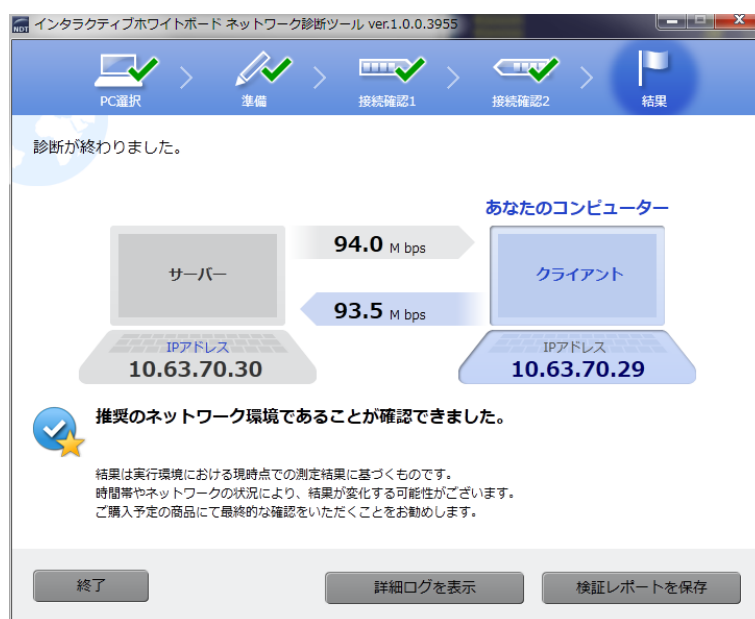 NDT
インタラクティブホワイトボード ネットワーク診断ツール ver.1.0.0.3955
PC選択
準備
接続確認1
接続確認2
結果
診断が終わりました。
あなたのコンピューター
サーバー
94.0 M bps
クライアント
93.5 M bps
IPアドレス
10.63.70.30
IPアドレス
10.63.70.29
推奨のネットワーク環境であることが確認できました。
結果は実行環境における現時点での測定結果に基づくものです。
時間帯やネットワークの状況により、結果が変化する可能性がございます。
ご購入予定の商品にて最終的な確認をいただくことをお勧めします。
終了
詳細ログを表示
検証レポートを保存